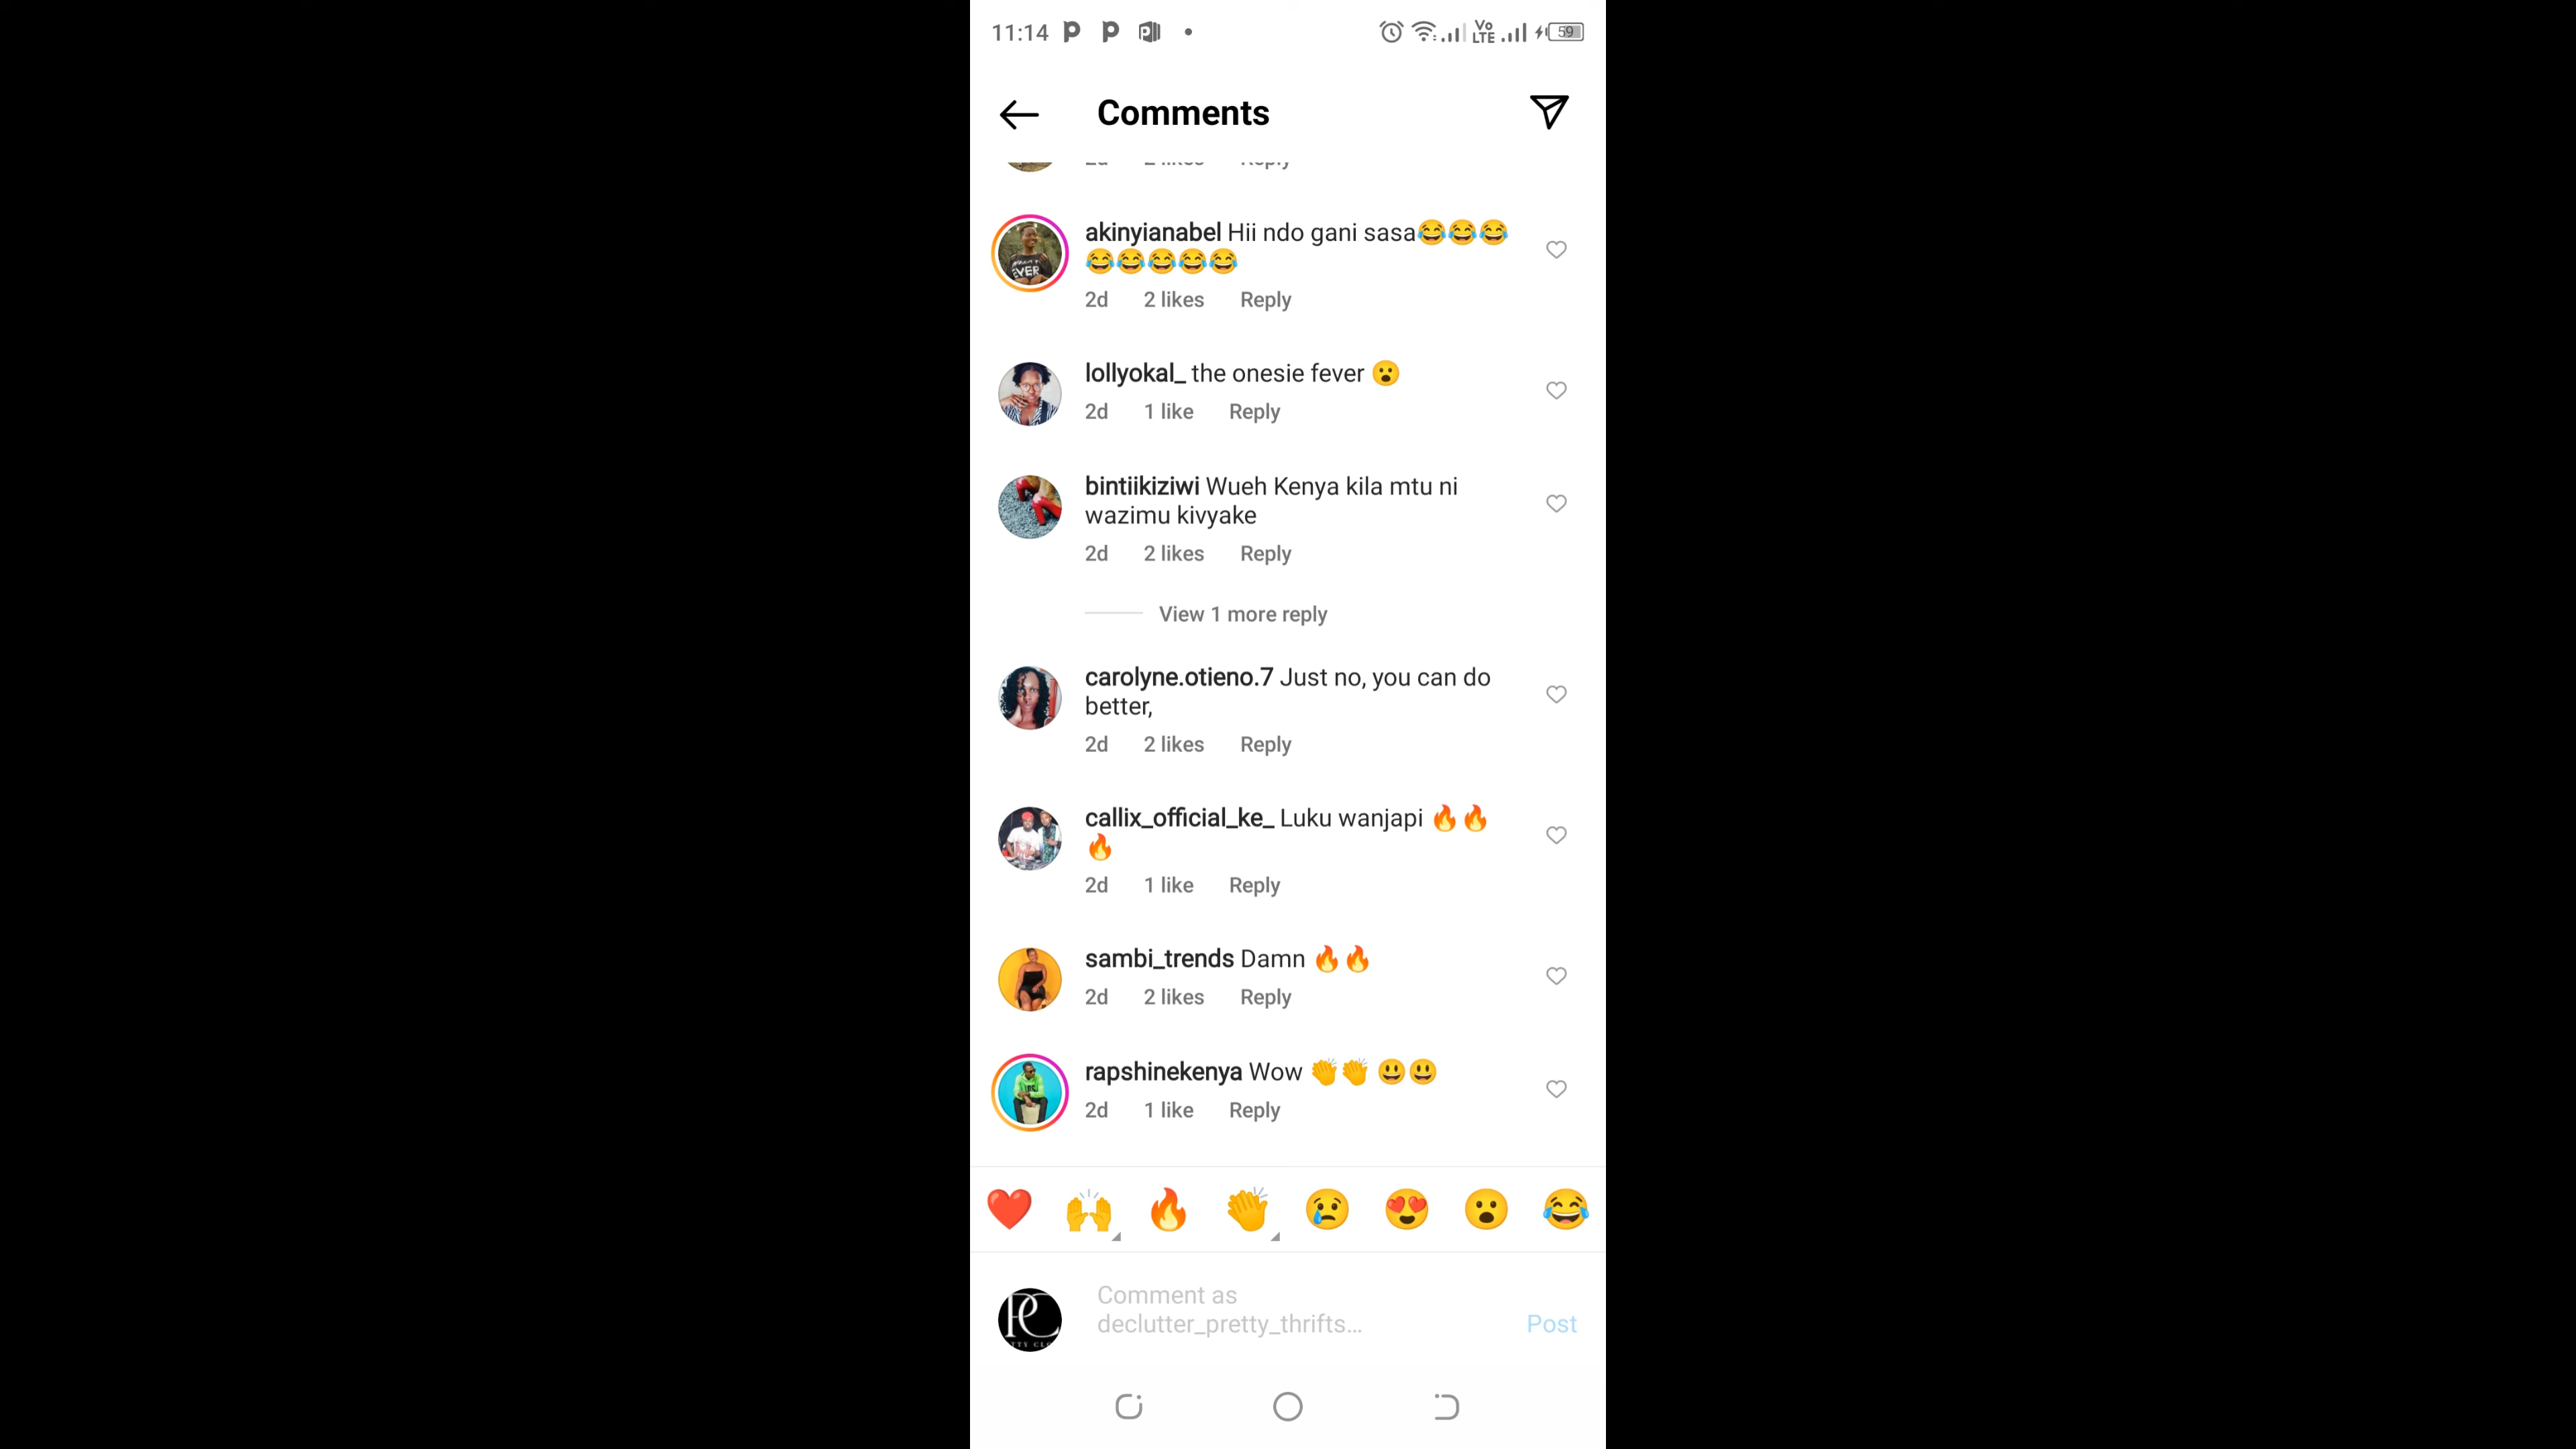 11:14
Vo
LTE
59
Comments
akinyianabel Hii ndo gani sasa😂😂😂
😂😂😂😂😂
2d 2 likes Reply
lollyokal_ the onesie fever 😮
2d 1 like Reply
bintiikiziwi Wueh Kenya kila mtu ni
wazimu kivyake
2d 2 likes Reply
View 1 more reply
carolyne.otieno.7 Just no, you can do
better,
2d 2 likes Reply
callix_official_ke_ Luku wanjapi 🔥🔥
🔥
2d 1 like Reply
sambi_trends Damn 🔥🔥
2d 2 likes Reply
rapshinekenya Wow 👏👏 😃😃
2d 1 like Reply
❤️ 🙌 🔥 👏 😢 😍 😮 😂
Comment as
declutter_pretty_thrifts...
Post